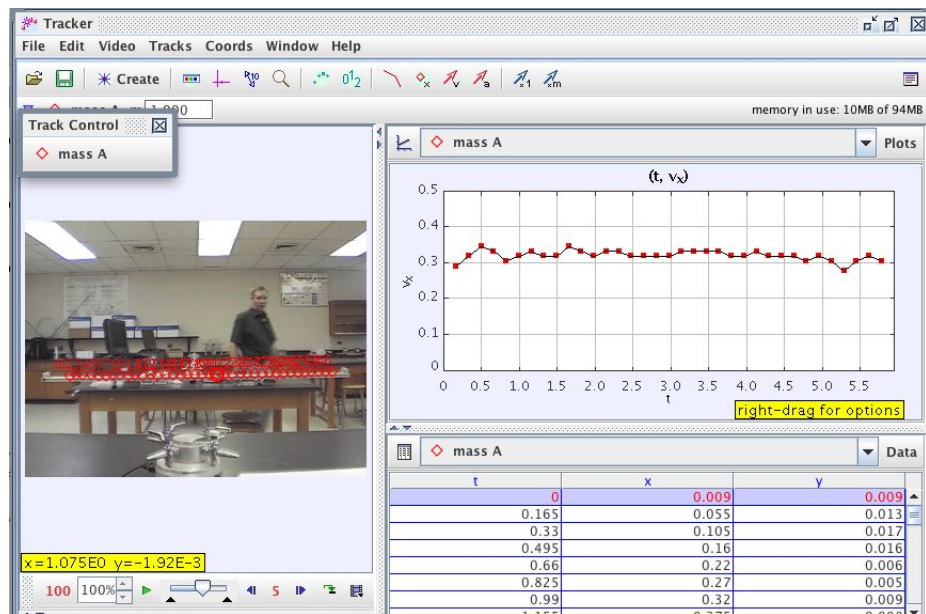 Tracker
File Edit Video Tracks Coords Window Help
Create
memory in use: 10MB of 94MB
Track Control
mass A
mass A
Plots
(t, vx)
0.5
0.4
0.3
0.2
0.1
0
vx
0 0.5 1.0 1.5 2.0 2.5 3.0 3.5 4.0 4.5 5.0 5.5
t
right-drag for options
mass A
Data
t x y
0 0.009 0.009
0.165 0.055 0.013
0.33 0.105 0.017
0.495 0.16 0.016
0.66 0.22 0.006
0.825 0.27 0.005
0.99 0.32 0.009
x=1.075E0 y=-1.92E-3
100 100% 5